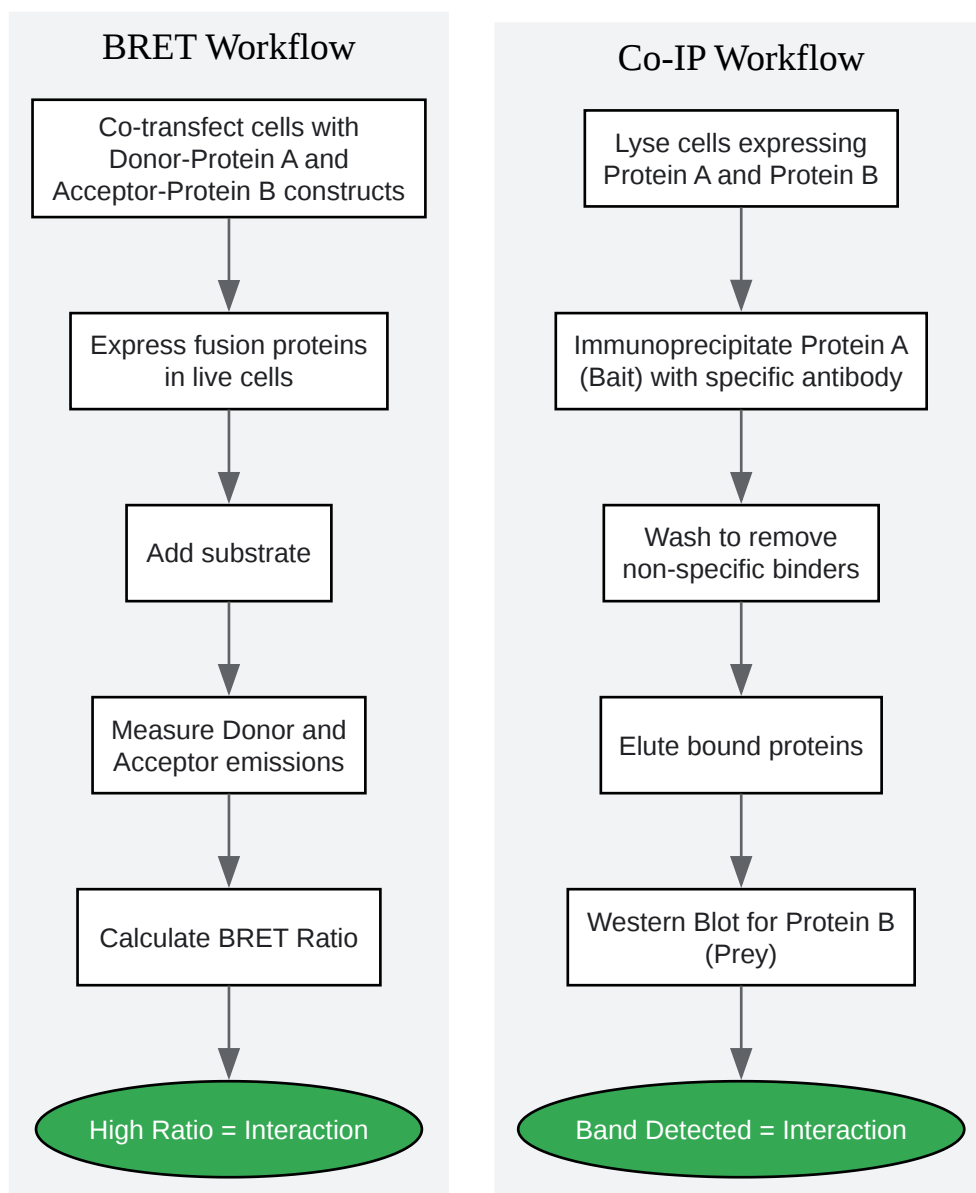 BRET Workflow
Co-transfect cells with
Donor-Protein A and
Acceptor-Protein B constructs
Express fusion proteins
in live cells
Add substrate
Measure Donor and
Acceptor emissions
Calculate BRET Ratio
High Ratio = Interaction
Co-IP Workflow
Lyse cells expressing
Protein A and Protein B
Immunoprecipitate Protein A
(Bait) with specific antibody
Wash to remove
non-specific binders
Elute bound proteins
Western Blot for Protein B
(Prey)
Band Detected = Interaction